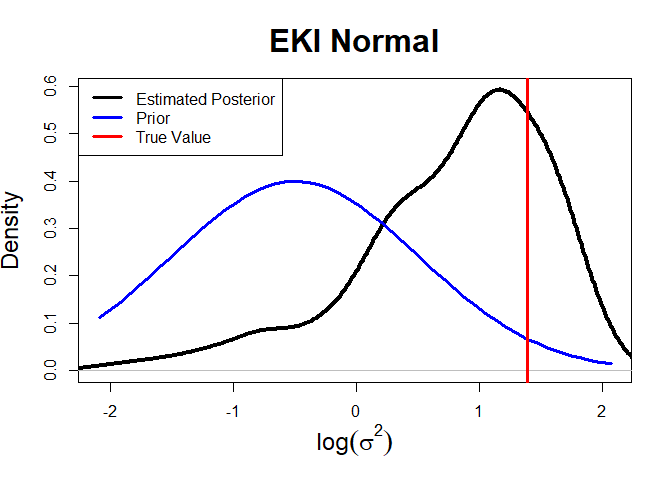 EKI Normal
Estimated Posterior
Prior
True Value
Density
0.0
0.1
0.2
0.3
0.4
0.5
0.6
-2
-1
0
1
2
log(σ²)